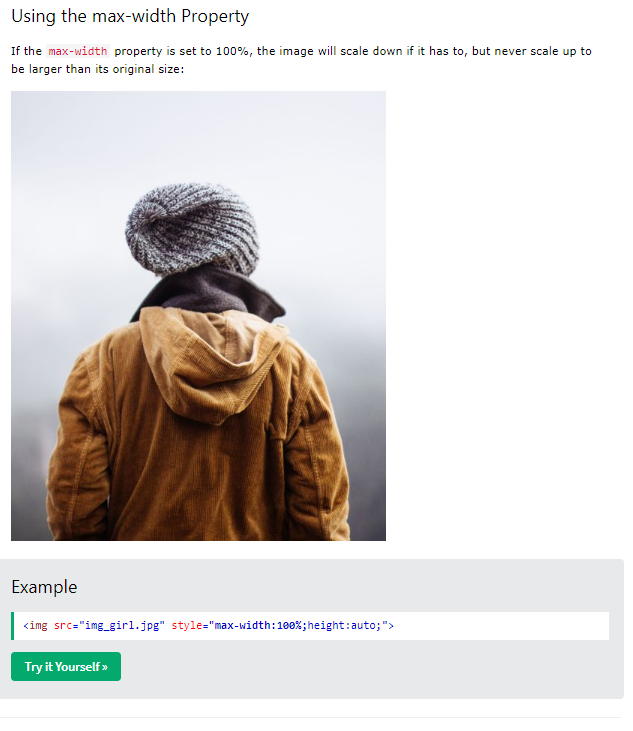 Using the max-width Property
If the max-width property is set to 100%, the image will scale down if it has to, but never scale up to
be larger than its original size:
Example
<img src="img_girl.jpg" style="max-width:100%;height:auto;">
Try it Yourself »